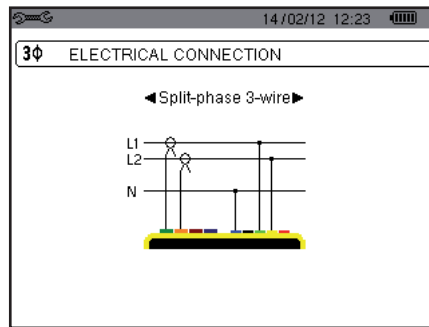 14/02/12 12:23
3Φ ELECTRICAL CONNECTION
◄Split-phase 3-wire►
L1
L2
N